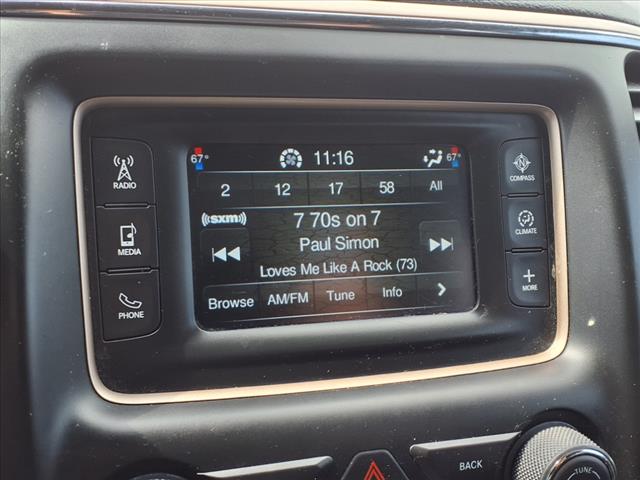 67° 11:16 67°
2 12 17 58 All
RADIO
N
COMPASS
((sxm))
7 70s on 7
Paul Simon
MEDIA
CLIMATE
Loves Me Like A Rock (73)
PHONE
Browse AM/FM Tune Info >
+
MORE
BACK
TUNE